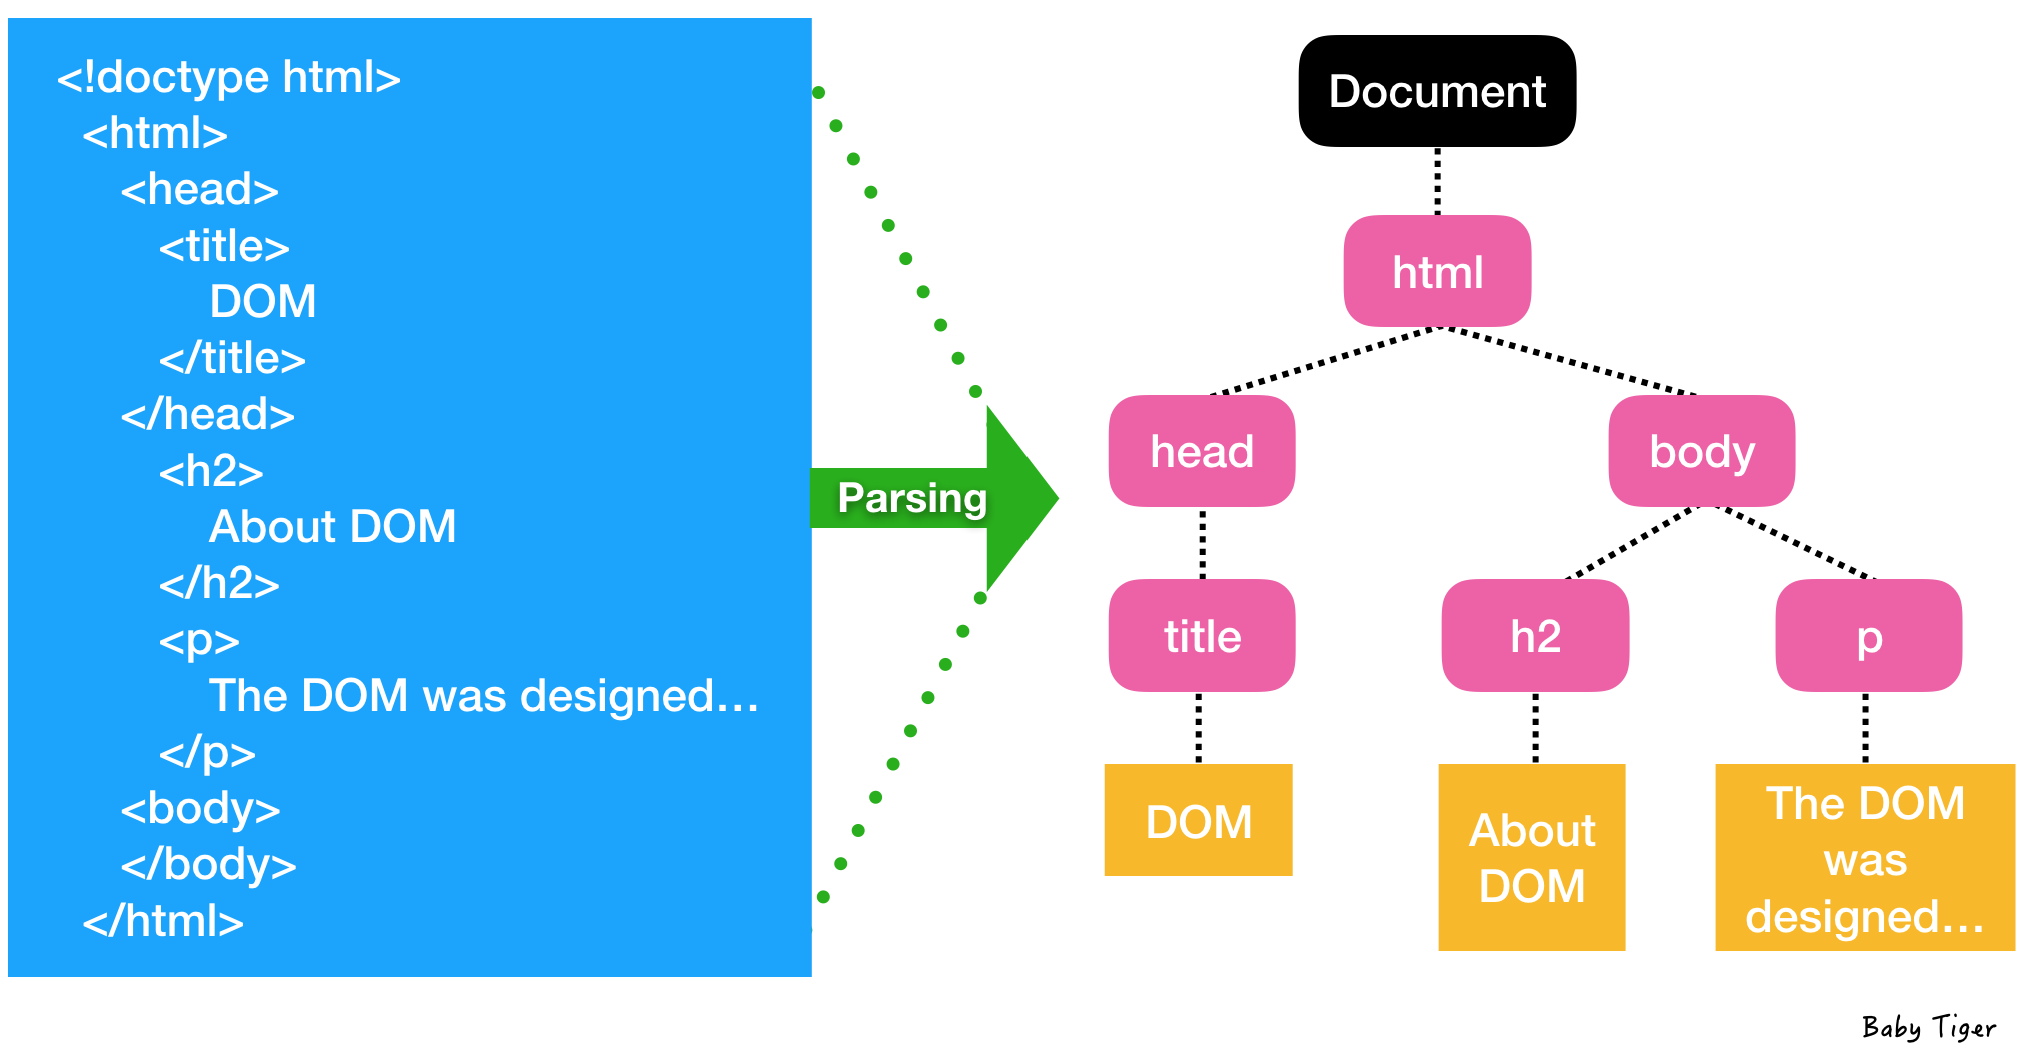 <!doctype html>
<html>
<head>
<title>
DOM
</title>
</head>
<h2>
About DOM
</h2>
<p>
The DOM was designed...
</p>
<body>
</body>
</html>
Parsing
Document
html
head
body
title
h2
p
DOM
About
DOM
The DOM
was
designed...
Baby Tiger